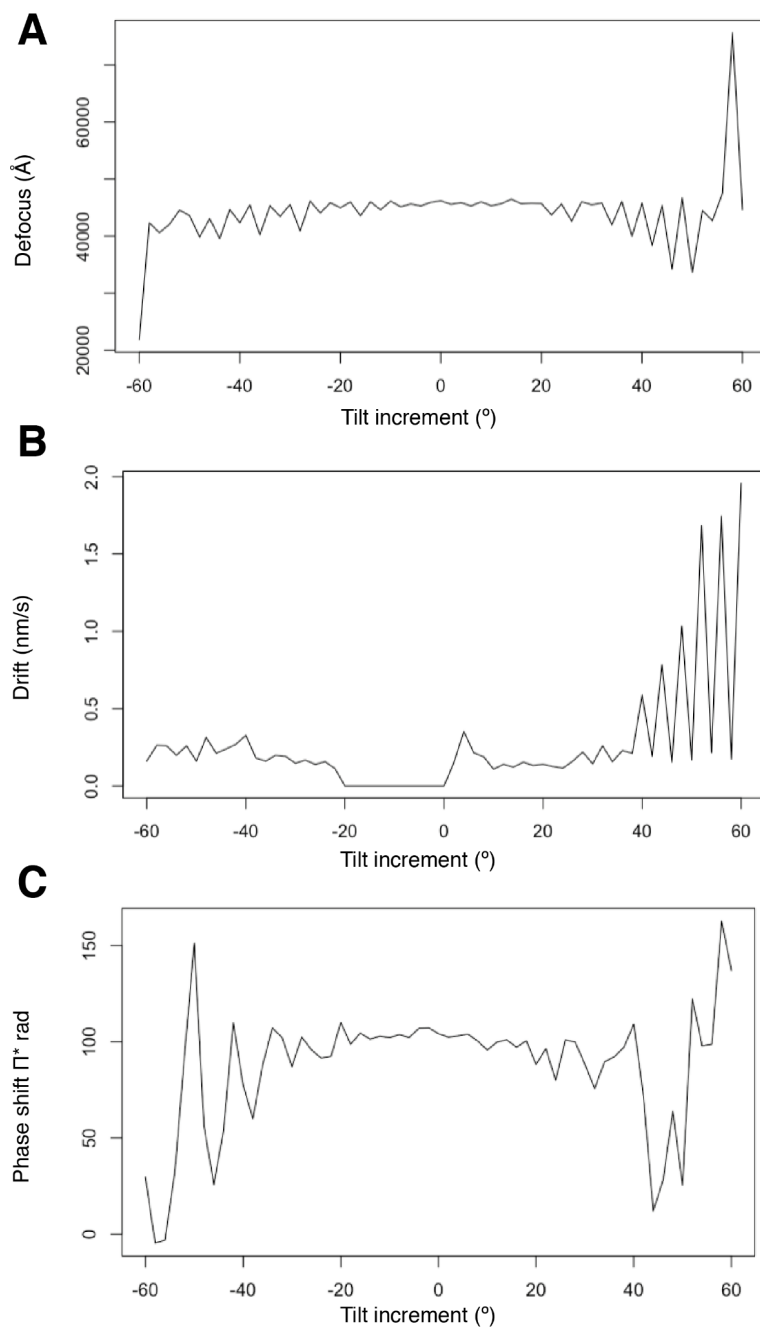 A
Defocus (Å)
60000
40000
20000
-60 -40 -20 0 20 40 60
Tilt increment (º)
B
Drift (nm/s)
2.0
1.5
1.0
0.5
0.0
-60 -40 -20 0 20 40 60
Tilt increment (º)
C
Phase shift Π* rad
150
100
50
0
-60 -40 -20 0 20 40 60
Tilt increment (º)